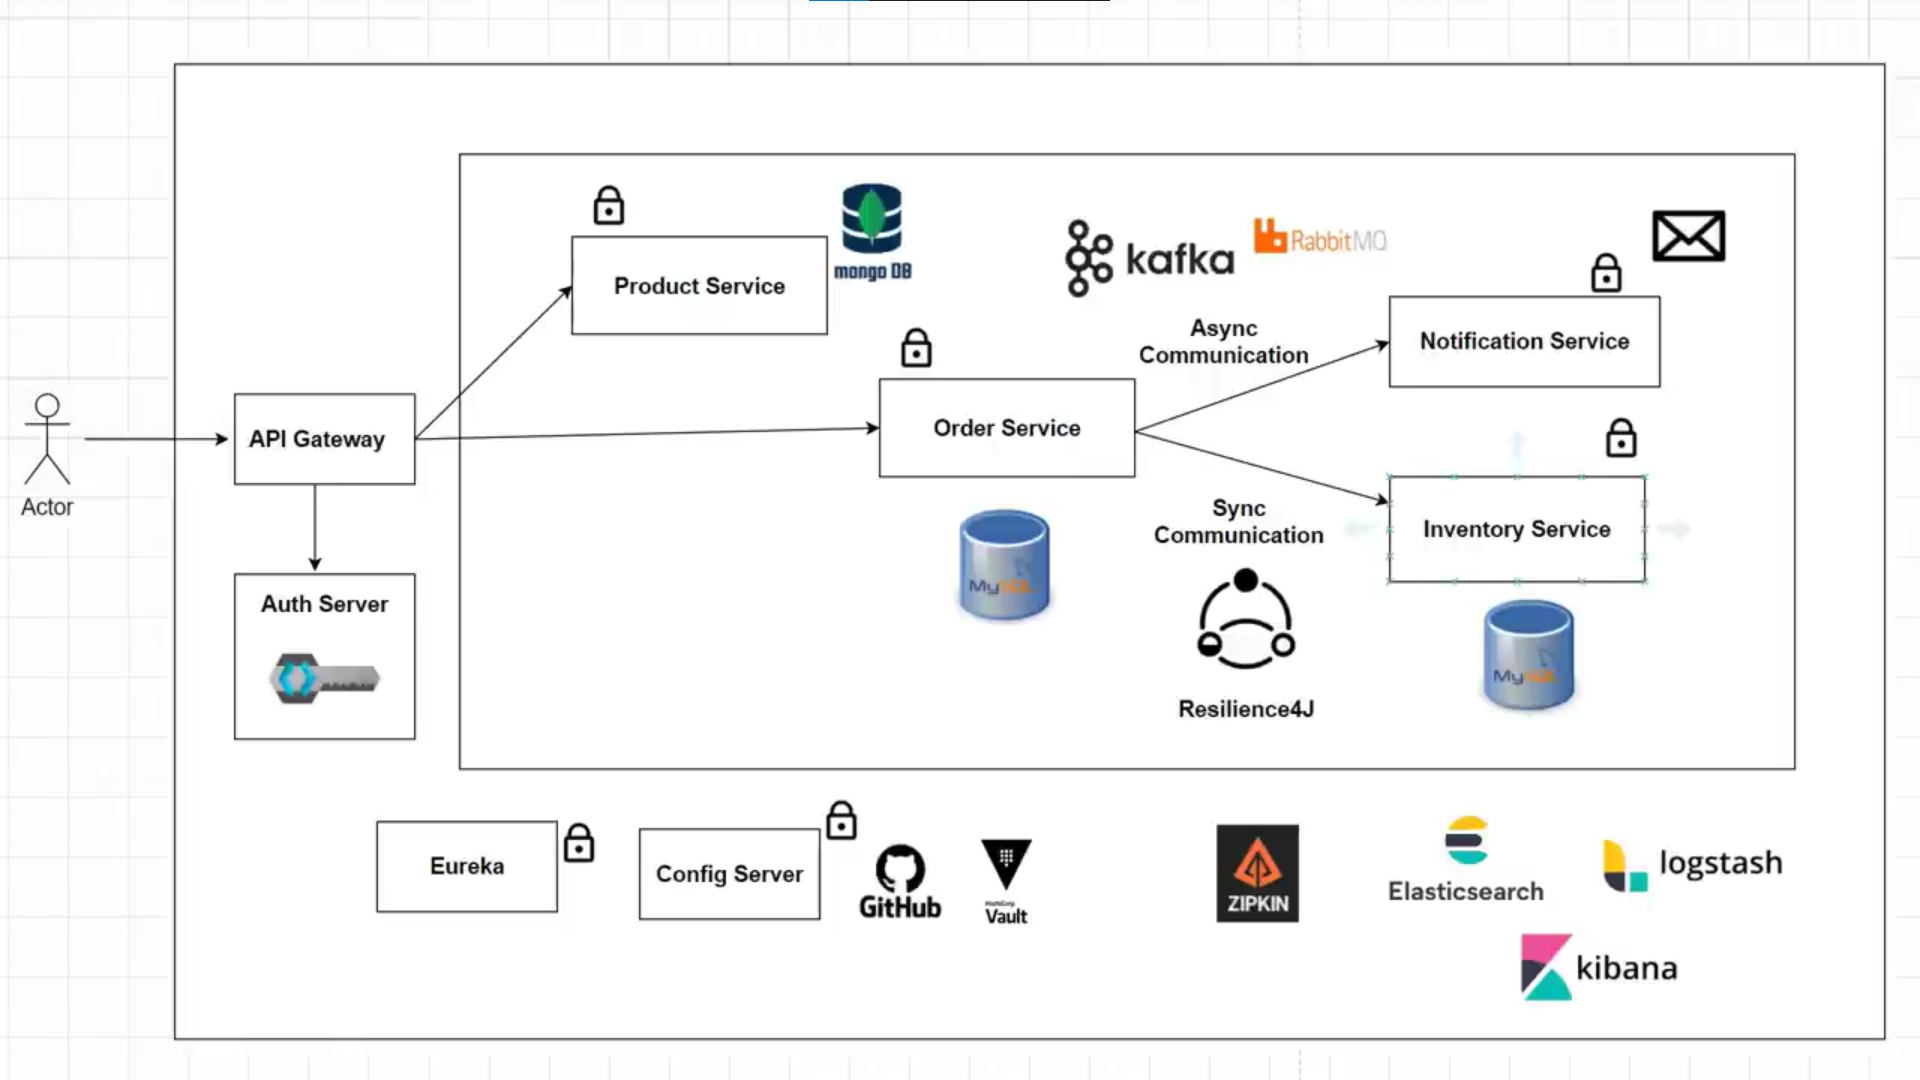 mongo DB
Product Service
kafka
RabbitMQ
Async
Communication
Notification Service
Order Service
API Gateway
Actor
Sync
Communication
Inventory Service
MySQL
Auth Server
MySQL
Resilience4J
Eureka
Config Server
GitHub
HashiCorp
Vault
ZIPKIN
Elasticsearch
logstash
kibana